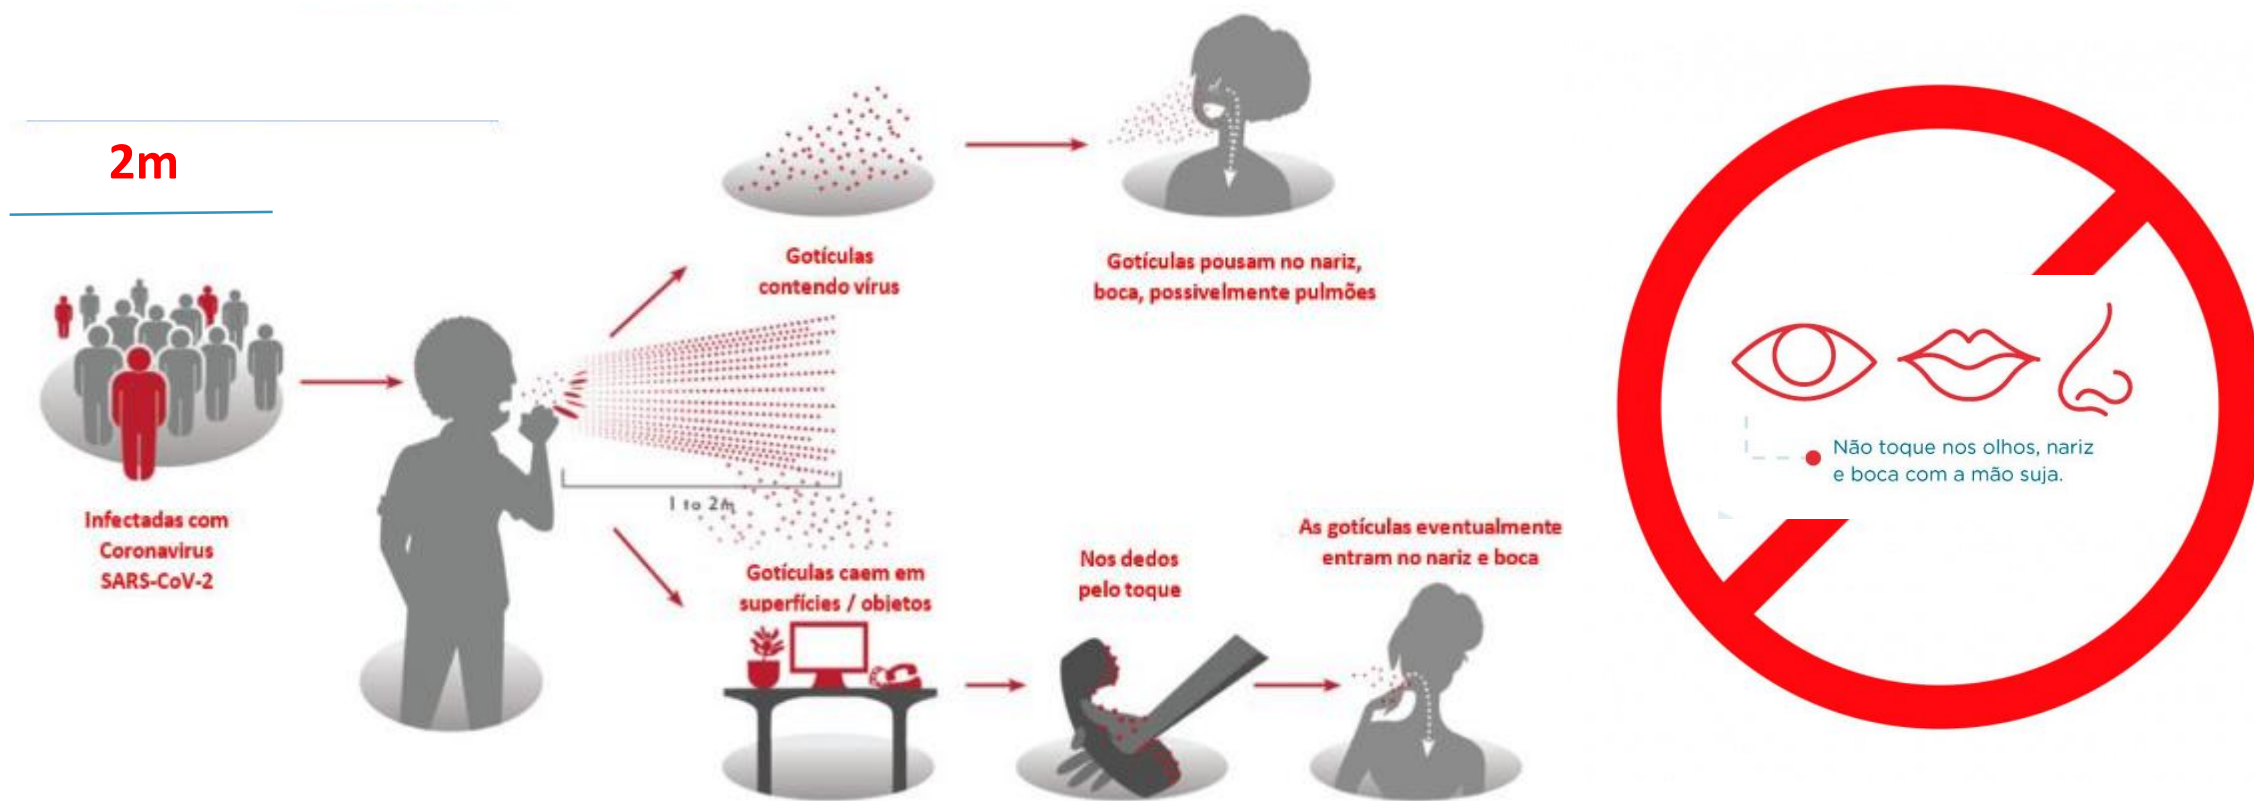 2m
Infectadas com
Coronavirus
SARS-CoV-2
1 to 2m
Gotículas
contendo vírus
Gotículas pousam no nariz,
boca, possivelmente pulmões
Gotículas caem em
superfícies / objetos
Nos dedos
pelo toque
As gotículas eventualmente
entram no nariz e boca
Não toque nos olhos, nariz
e boca com a mão suja.